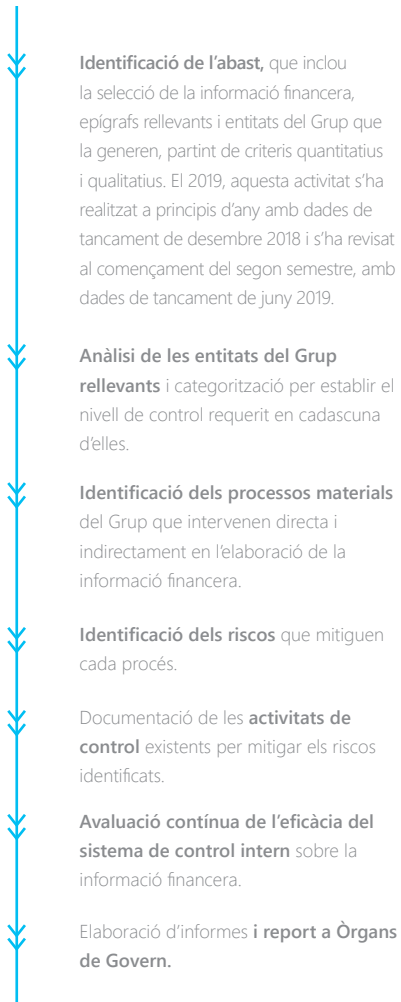 Identificació de l’abast, que inclou
la selecció de la informació financera,
epígrafs rellevants i entitats del Grup que
la generen, partint de criteris quantitatius
i qualitatius. El 2019, aquesta activitat s’ha
realitzat a principis d’any amb dades de
tancament de desembre 2018 i s’ha revisat
al començament del segon semestre, amb
dades de tancament de juny 2019.
Anàlisi de les entitats del Grup
rellevants i categorització per establir el
nivell de control requerit en cadascuna
d’elles.
Identificació dels processos materials
del Grup que intervenen directa i
indirectament en l’elaboració de la
informació financera.
Identificació dels riscos que mitiguen
cada procés.
Documentació de les activitats de
control existents per mitigar els riscos
identificats.
Avaluació contínua de l’eficàcia del
sistema de control intern sobre la
informació financera.
Elaboració d’informes i report a Òrgans
de Govern.